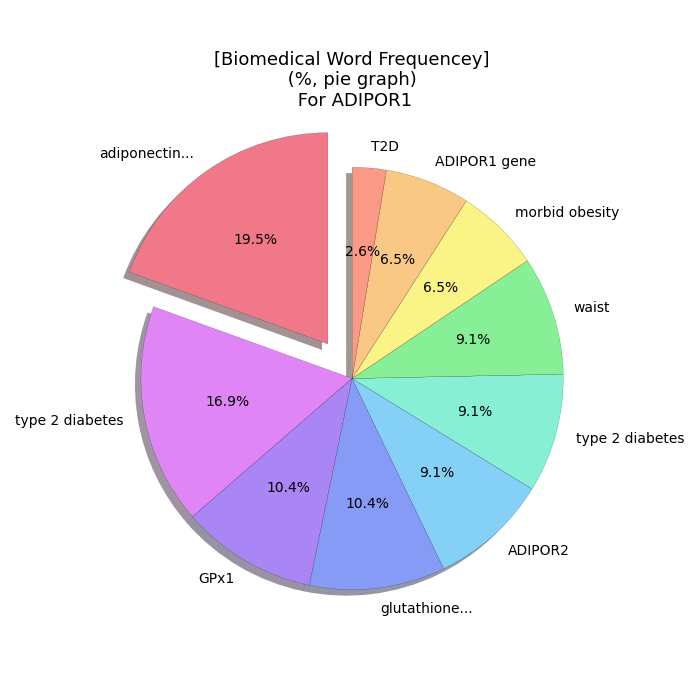 [Biomedical Word Frequencey]
(%, pie graph)
For ADIPOR1
adiponectin...
19.5%
type 2 diabetes
16.9%
GPx1
10.4%
glutathione...
10.4%
ADIPOR2
9.1%
type 2 diabetes
9.1%
waist
9.1%
morbid obesity
6.5%
ADIPOR1 gene
6.5%
T2D
2.6%